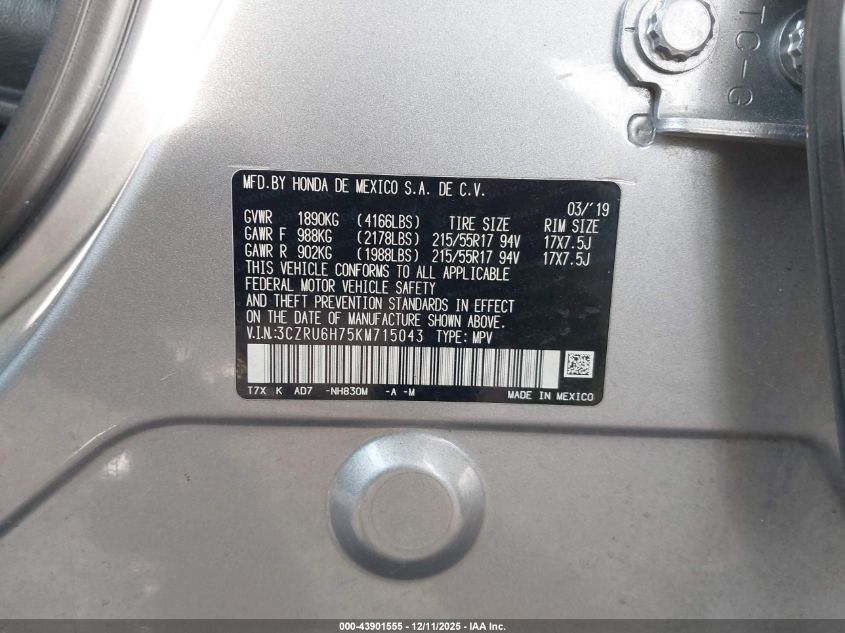 TC-G
MFD.BY HONDA DE MEXICO S.A. DE C.V.
03/'19
GVWR 1890KG (4166LBS) TIRE SIZE RIM SIZE
GAWR F 988KG (2178LBS) 215/55R17 94V 17X7.5J
GAWR R 902KG (1988LBS) 215/55R17 94V 17X7.5J
THIS VEHICLE CONFORMS TO ALL APPLICABLE
FEDERAL MOTOR VEHICLE SAFETY
AND THEFT PREVENTION STANDARDS IN EFFECT
ON THE DATE OF MANUFACTURE SHOWN ABOVE.
V.I.N.:3CZRU6H75KM715043 TYPE: MPV
T7X K AD7 -NH830M -A -M MADE IN MEXICO
000-43901555 - 12/11/2025 - IAA Inc.